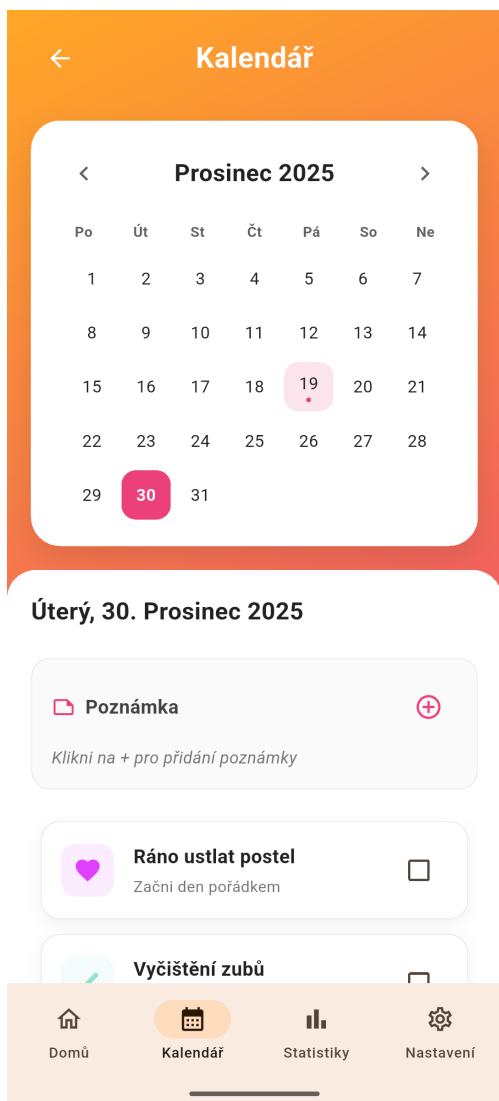 Kalendář
Prosinec 2025
Po Út St Čt Pá So Ne
1 2 3 4 5 6 7
8 9 10 11 12 13 14
15 16 17 18 19 20 21
22 23 24 25 26 27 28
29 30 31
Úterý, 30. Prosinec 2025
Poznámka
Klikni na + pro přidání poznámky
Ráno ustlat postel
Začni den pořádkem
Vyčištění zubů
Domů Kalendář Statistiky Nastavení